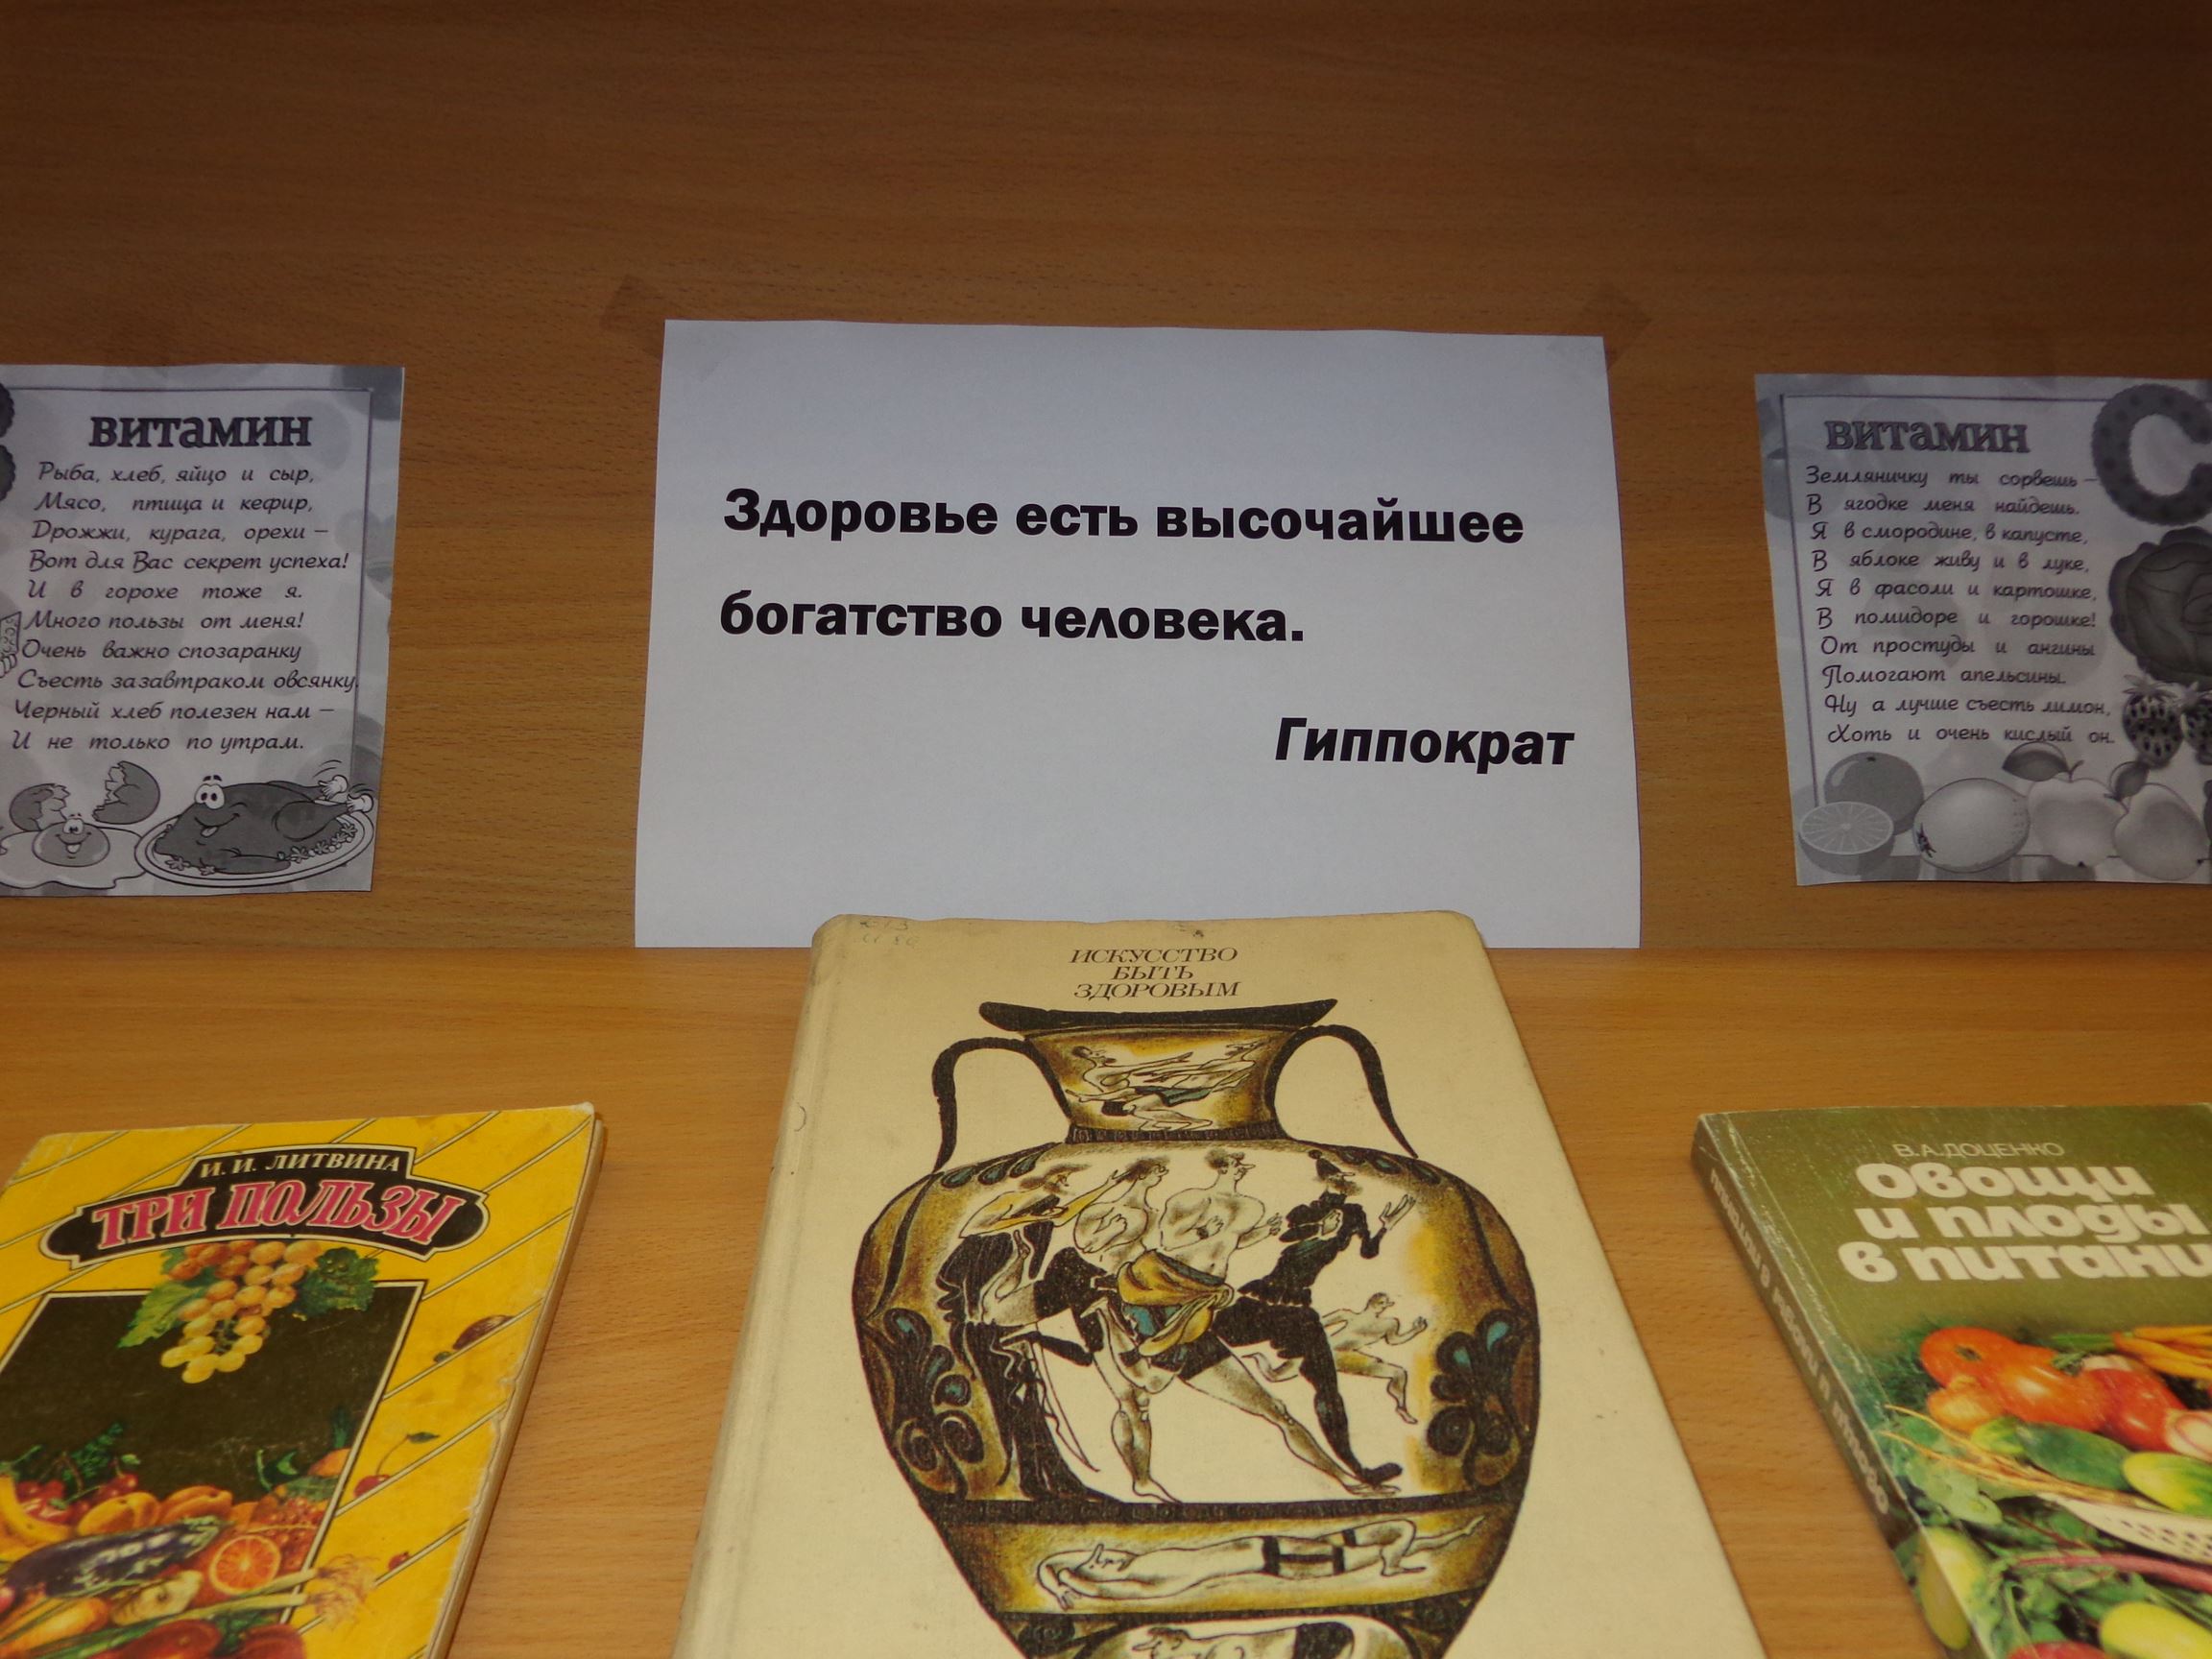 витамин
Рыба, хлеб, яйцо и сыр,
Мясо, птица и кефир,
Дрожжи, курага, орехи –
Вот для Вас секрет успеха!
И в горохе тоже я.
Много пользы от меня!
Очень важно спозаранку
Съесть зазавтраком овсянку.
Черный хлеб полезен нам –
И не только по утрам.
Здоровье есть высочайшее
богатство человека.
Гиппократ
витамин C
Земляничку ты сорвешь –
В ягодке меня найдешь.
Я в смородине, в капусте,
В яблоке живу и в луке,
Я в фасоли и картошке,
В помидоре и горошке!
От простуды и ангины
Помогают апельсины.
Ну а лучше съесть лимон,
Хоть и очень кислый он.
ИСКУССТВО
БЫТЬ
ЗДОРОВЫМ
И. И. ЛИТВИНА
ТРИ ПОЛЬЗЫ
В.А.ДОЦЕНКО
овощи
и плоды
в питани